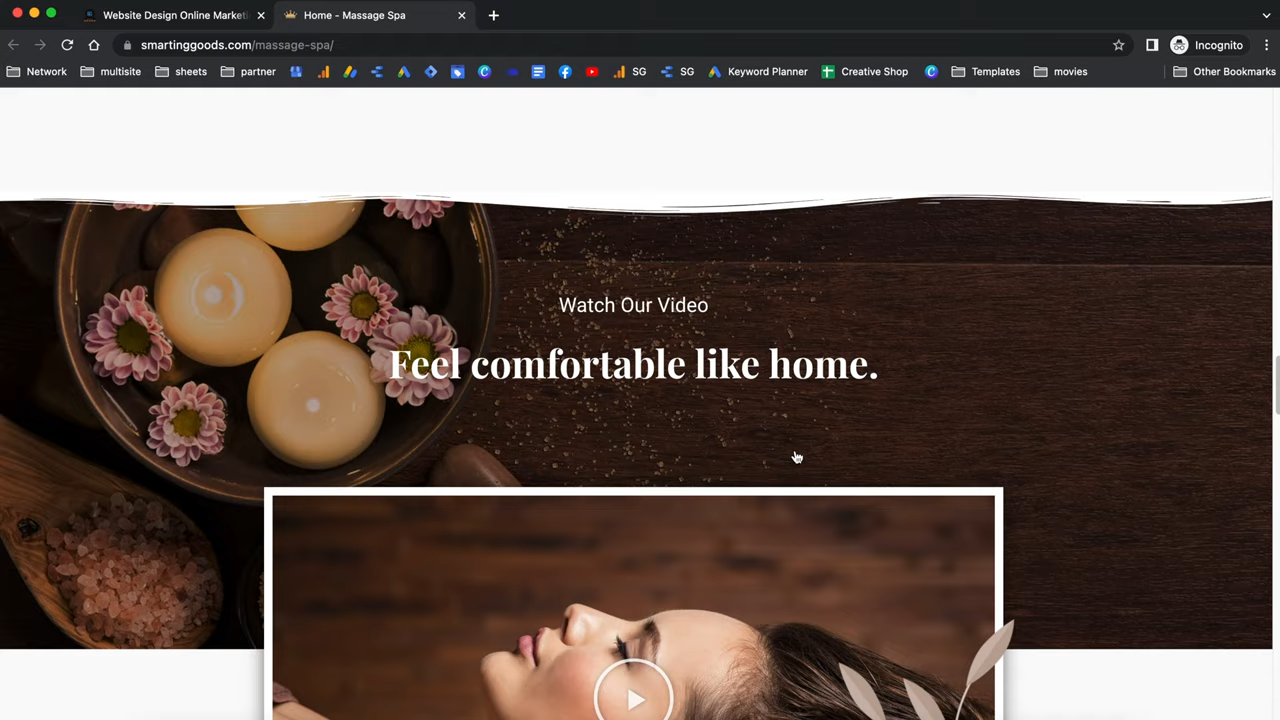 Website Design Online Marketi
Home - Massage Spa
smartinggoods.com/massage-spa/
Incognito
Network
multisite
sheets
partner
SG
SG
Keyword Planner
Creative Shop
Templates
movies
Other Bookmarks
Watch Our Video
Feel comfortable like home.